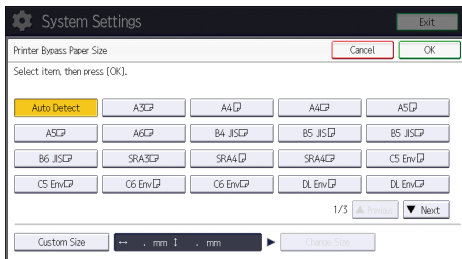 System Settings Exit
Printer Bypass Paper Size Cancel OK
Select item, then press [OK].
Auto Detect A3 A4 A4 A5
A5 A6 B4 JIS B5 JIS B5 JIS
B6 JIS SRA3 SRA4 SRA4 C5 Env
C5 Env C6 Env C6 Env DL Env DL Env
1/3 ▲ Previous ▼ Next
Custom Size ↔ . mm ↕ . mm ▶ Change Size